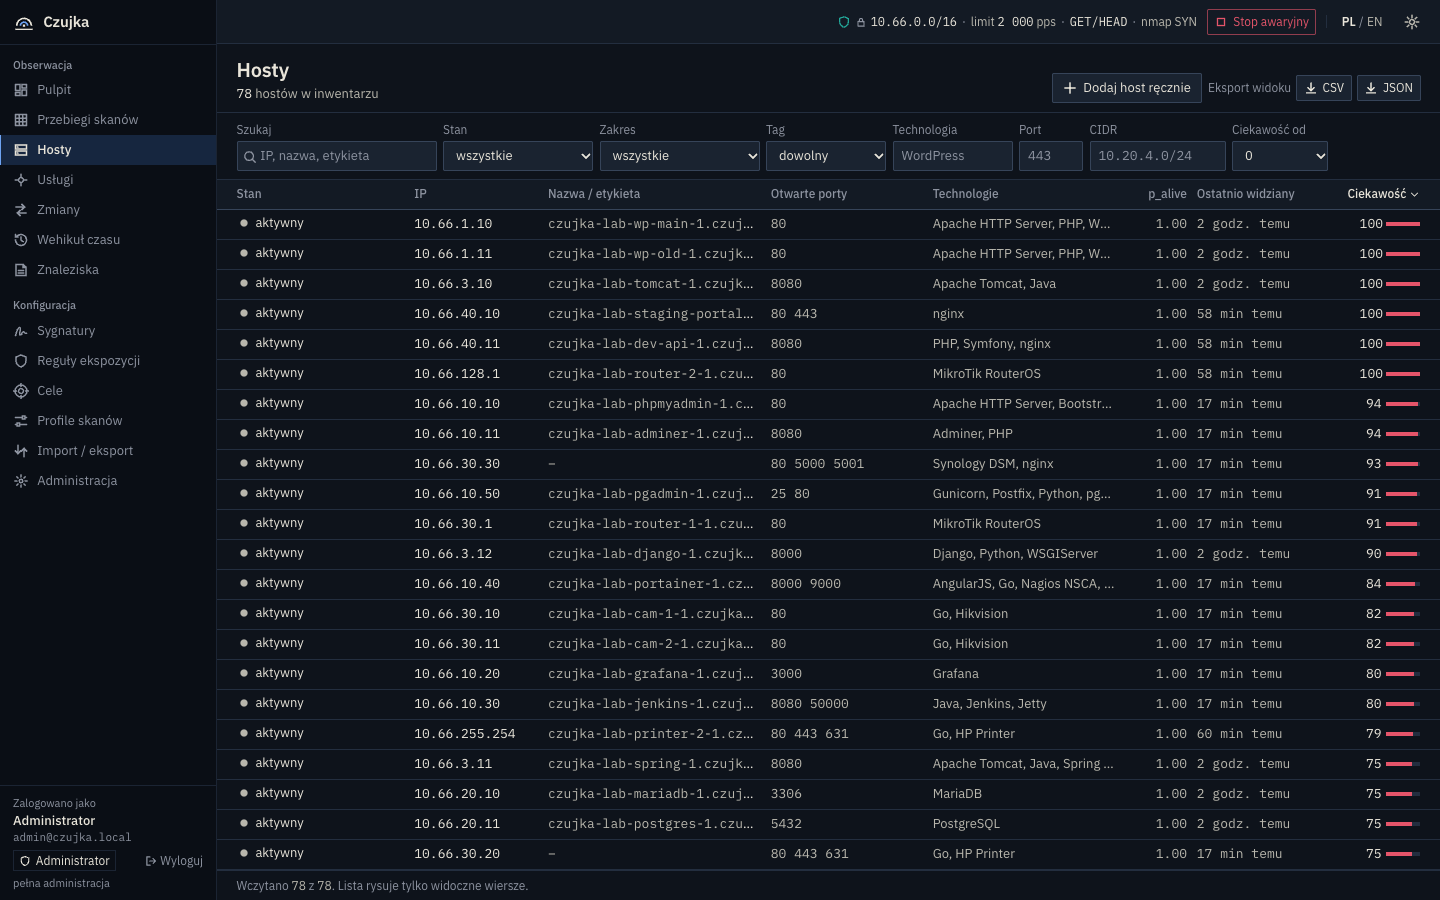 Czujka
10.66.0.0/16 · limit 2 000 pps · GET/HEAD · nmap SYN
Stop awaryjny
PL / EN
Obserwacja
Pulpit
Przebiegi skanów
Hosty
Usługi
Zmiany
Wehikuł czasu
Znaleziska
Konfiguracja
Sygnatury
Reguły ekspozycji
Cele
Profile skanów
Import / eksport
Administracja
Zalogowano jako
Administrator
admin@czujka.local
Administrator
Wyloguj
pełna administracja
Hosty
78 hostów w inwentarzu
Dodaj host ręcznie
Eksport widoku
CSV
JSON
Szukaj Stan Zakres Tag Technologia Port CIDR Ciekawość od
IP, nazwa, etykieta wszystkie wszystkie dowolny WordPress 443 10.20.4.0/24 0
Stan IP Nazwa / etykieta Otwarte porty Technologie p_alive Ostatnio widziany Ciekawość
aktywny 10.66.1.10 czujka-lab-wp-main-1.czuj… 80 Apache HTTP Server, PHP, W… 1.00 2 godz. temu 100
aktywny 10.66.1.11 czujka-lab-wp-old-1.czujk… 80 Apache HTTP Server, PHP, W… 1.00 2 godz. temu 100
aktywny 10.66.3.10 czujka-lab-tomcat-1.czujk… 8080 Apache Tomcat, Java 1.00 2 godz. temu 100
aktywny 10.66.40.10 czujka-lab-staging-portal… 80 443 nginx 1.00 58 min temu 100
aktywny 10.66.40.11 czujka-lab-dev-api-1.czuj… 8080 PHP, Symfony, nginx 1.00 58 min temu 100
aktywny 10.66.128.1 czujka-lab-router-2-1.czu… 80 MikroTik RouterOS 1.00 58 min temu 100
aktywny 10.66.10.10 czujka-lab-phpmyadmin-1.c… 80 Apache HTTP Server, Bootstr… 1.00 17 min temu 94
aktywny 10.66.10.11 czujka-lab-adminer-1.czuj… 8080 Adminer, PHP 1.00 17 min temu 94
aktywny 10.66.30.30 – 80 5000 5001 Synology DSM, nginx 1.00 17 min temu 93
aktywny 10.66.10.50 czujka-lab-pgadmin-1.czuj… 25 80 Gunicorn, Postfix, Python, pg… 1.00 17 min temu 91
aktywny 10.66.30.1 czujka-lab-router-1-1.czu… 80 MikroTik RouterOS 1.00 17 min temu 91
aktywny 10.66.3.12 czujka-lab-django-1.czujk… 8000 Django, Python, WSGIServer 1.00 2 godz. temu 90
aktywny 10.66.10.40 czujka-lab-portainer-1.cz… 8000 9000 AngularJS, Go, Nagios NSCA, … 1.00 17 min temu 84
aktywny 10.66.30.10 czujka-lab-cam-1-1.czujka… 80 Go, Hikvision 1.00 17 min temu 82
aktywny 10.66.30.11 czujka-lab-cam-2-1.czujka… 80 Go, Hikvision 1.00 17 min temu 82
aktywny 10.66.10.20 czujka-lab-grafana-1.czuj… 3000 Grafana 1.00 17 min temu 80
aktywny 10.66.10.30 czujka-lab-jenkins-1.czuj… 8080 50000 Java, Jenkins, Jetty 1.00 17 min temu 80
aktywny 10.66.255.254 czujka-lab-printer-2-1.cz… 80 443 631 Go, HP Printer 1.00 60 min temu 79
aktywny 10.66.3.11 czujka-lab-spring-1.czujk… 8080 Apache Tomcat, Java, Spring … 1.00 2 godz. temu 75
aktywny 10.66.20.10 czujka-lab-mariadb-1.czuj… 3306 MariaDB 1.00 2 godz. temu 75
aktywny 10.66.20.11 czujka-lab-postgres-1.czu… 5432 PostgreSQL 1.00 2 godz. temu 75
aktywny 10.66.30.20 – 80 443 631 Go, HP Printer 1.00 17 min temu 75
Wczytano 78 z 78. Lista rysuje tylko widoczne wiersze.